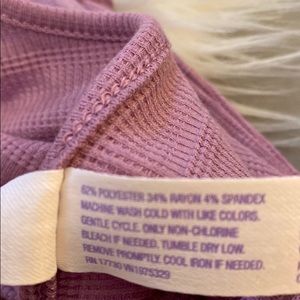 62% POLYESTER 34% RAYON 4% SPANDEX
MACHINE WASH COLD WITH LIKE COLORS.
GENTLE CYCLE. ONLY NON-CHLORINE
BLEACH IF NEEDED. TUMBLE DRY LOW.
REMOVE PROMPTLY. COOL IRON IF NEEDED.
RN 17730 VN1975329